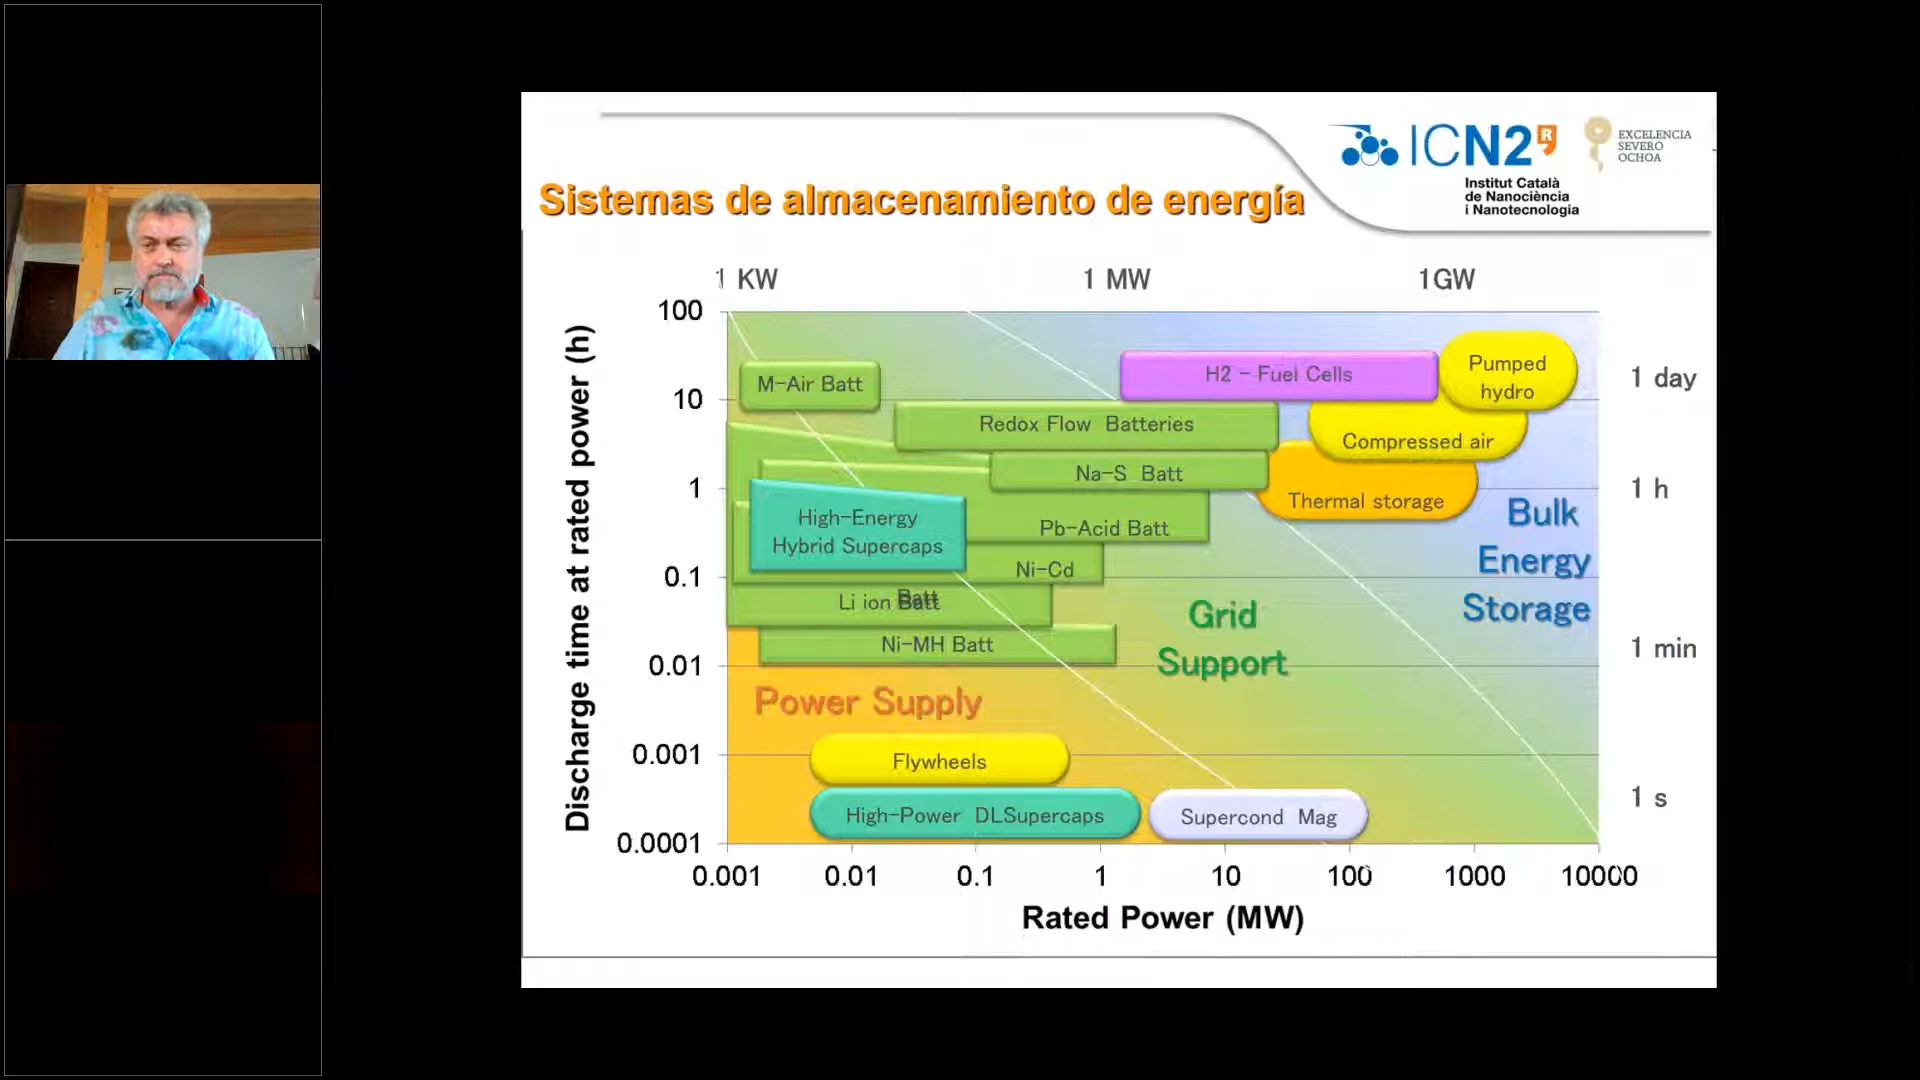 ICN2
R
EXCELENCIA
SEVERO
OCHOA
Institut Català
de Nanociència
i Nanotecnologia
Sistemas de almacenamiento de energía
1 KW 1 MW 1GW
Discharge time at rated power (h)
100
10
1
0.1
0.01
0.001
0.0001
M-Air Batt
H2 - Fuel Cells
Pumped
hydro
Redox Flow Batteries
Compressed air
Na-S Batt
Thermal storage
High-Energy
Hybrid Supercaps
Pb-Acid Batt
Ni-Cd
Batt
Li ion Batt
Ni-MH Batt
Bulk
Energy
Storage
Grid
Support
Power Supply
Flywheels
High-Power DLSupercaps
Supercond Mag
1 day
1 h
1 min
1 s
0.001 0.01 0.1 1 10 100 1000 10000
Rated Power (MW)